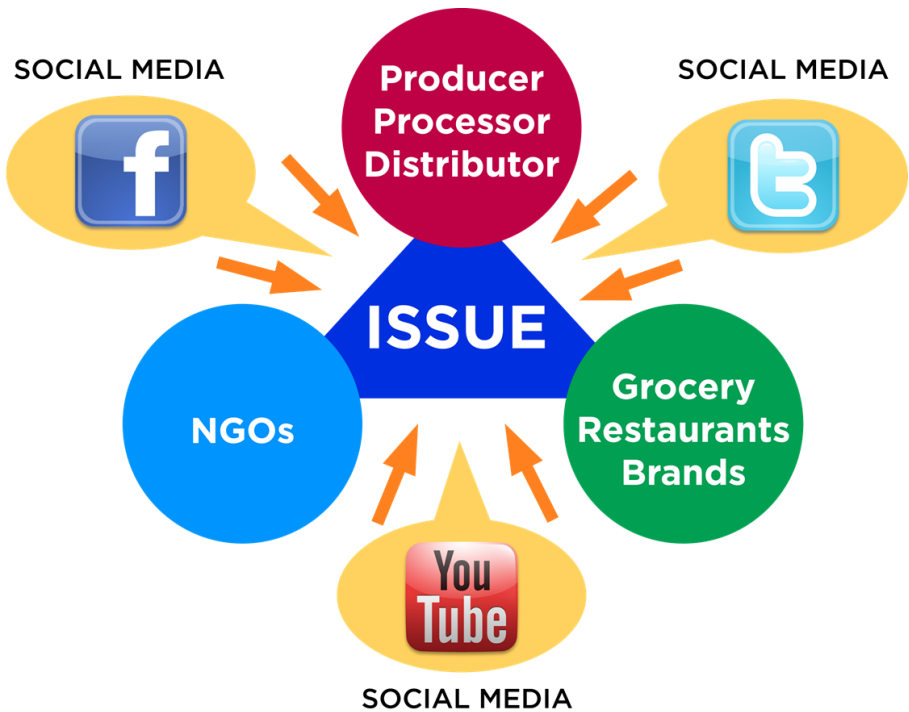 SOCIAL MEDIA
SOCIAL MEDIA
Producer
Processor
Distributor
f
t
ISSUE
NGOs
Grocery
Restaurants
Brands
You
Tube
SOCIAL MEDIA